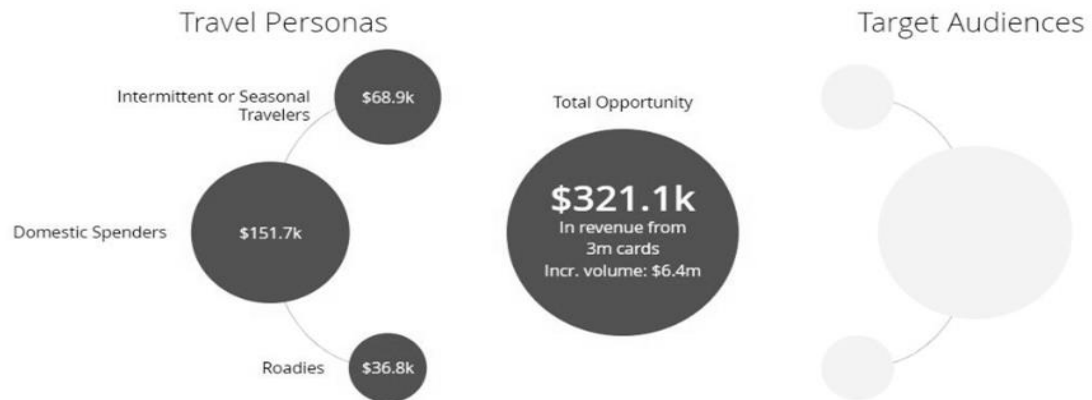 Travel Personas
Target Audiences
Intermittent or Seasonal
Travelers
$68.9k
Total Opportunity
Domestic Spenders
$151.7k
$321.1k
In revenue from
3m cards
Incr. volume: $6.4m
Roadies
$36.8k